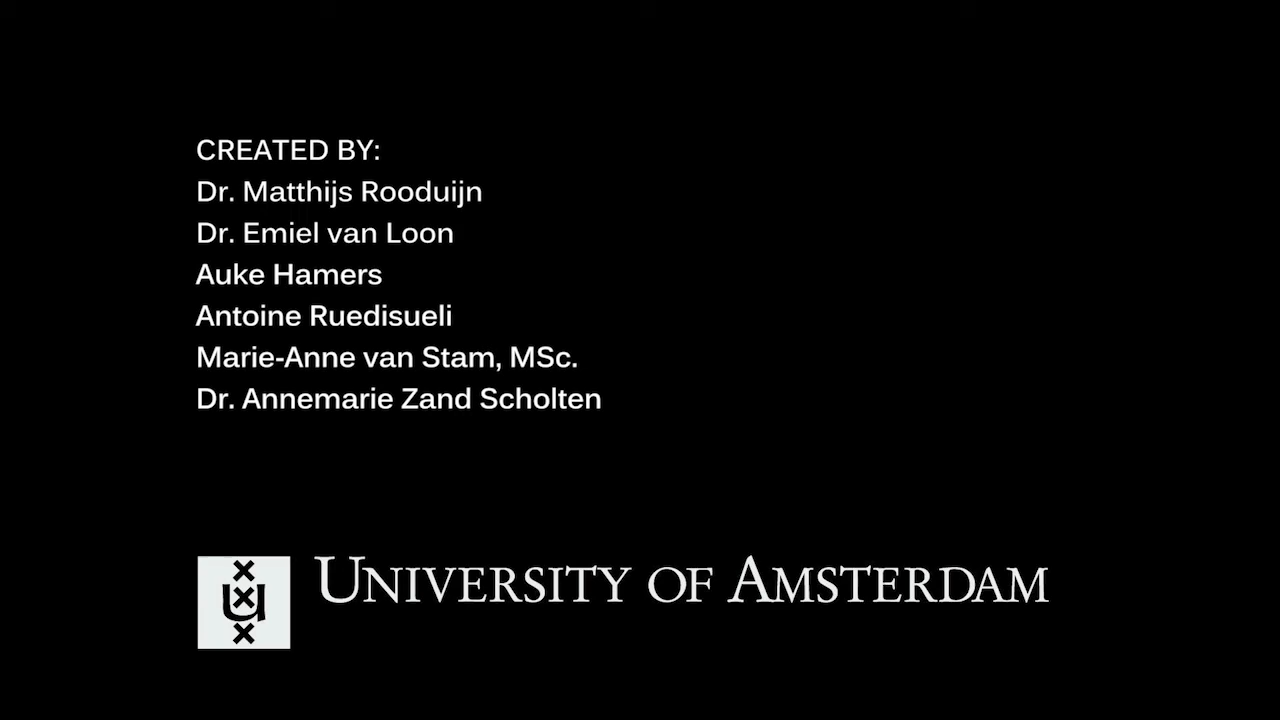 CREATED BY:
Dr. Matthijs Rooduijn
Dr. Emiel van Loon
Auke Hamers
Antoine Ruedisueli
Marie-Anne van Stam, MSc.
Dr. Annemarie Zand Scholten
UNIVERSITY OF AMSTERDAM